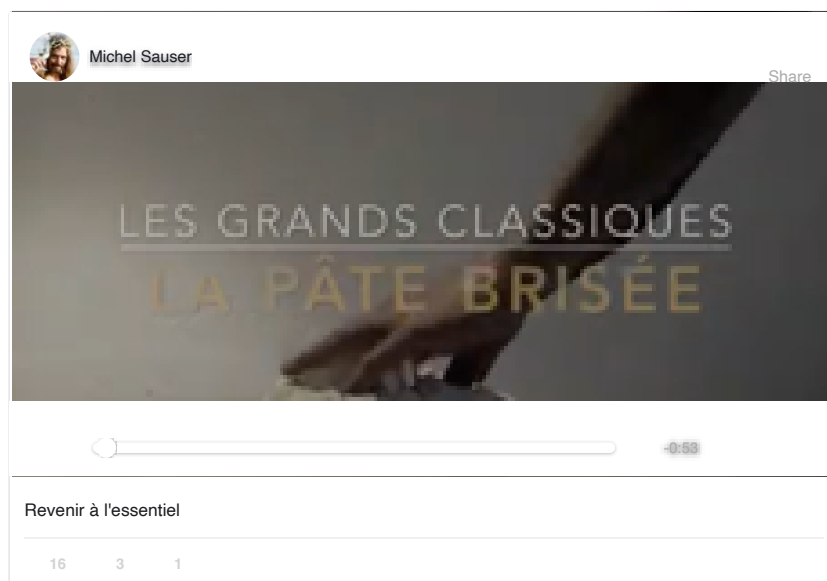 Michel Sauser
Share
LES GRANDS CLASSIQUES
LA PÂTE BRISÉE
-0:53
Revenir à l'essentiel
16 3 1